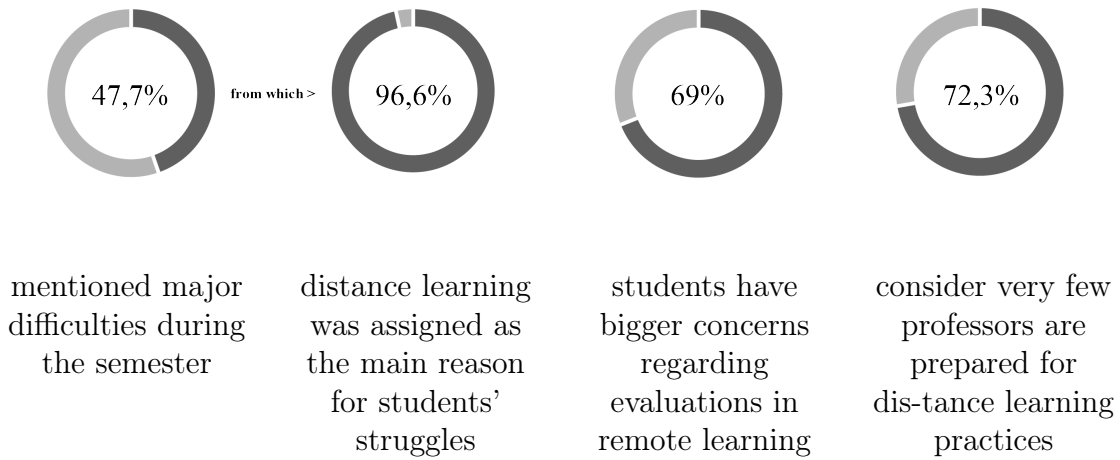 47,7%
from which >
96,6%
69%
72,3%
mentioned major
difficulties during
the semester
distance learning
was assigned as
the main reason
for students'
struggles
students have
bigger concerns
regarding
evaluations in
remote learning
consider very few
professors are
prepared for
dis-tance learning
practices